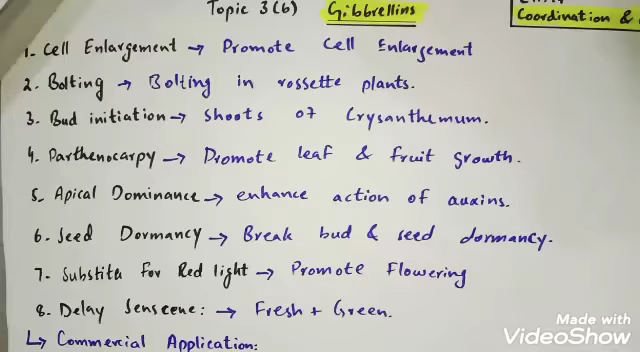 Topic 3(b) Gibbrellins
Coordination &
1- Cell Enlargement → Promote Cell Enlargement
2. Bolting → Bolting in rossette plants.
3. Bud initiation → shoots of Crysanthemum.
4. Parthenocarpy → Promote leaf & fruit growth.
5- Apical Dominance → enhance action of auxins.
6. Seed Dormancy → Break bud & seed dormancy.
7- Substite for Red light → Promote Flowering
8. Delay Senscene: → Fresh + Green.
↳ Commercial Application:
Made with
VideoShow